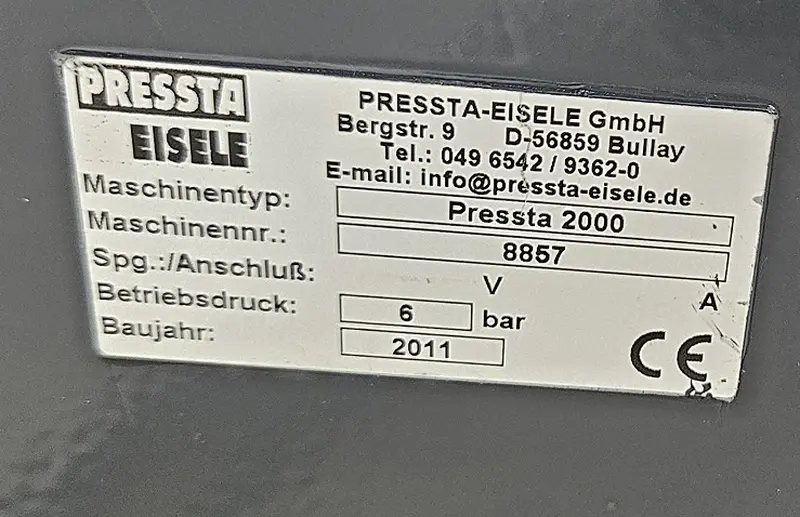 PRESSTA
EISELE
PRESSTA-EISELE GmbH
Bergstr. 9 D-56859 Bullay
Tel.: 049 6542 / 9362-0
E-mail: info@pressta-eisele.de
Maschinentyp: Pressta 2000
Maschinennr.: 8857
Spg.:/Anschluß: V A
Betriebsdruck: 6 bar
Baujahr: 2011
CE